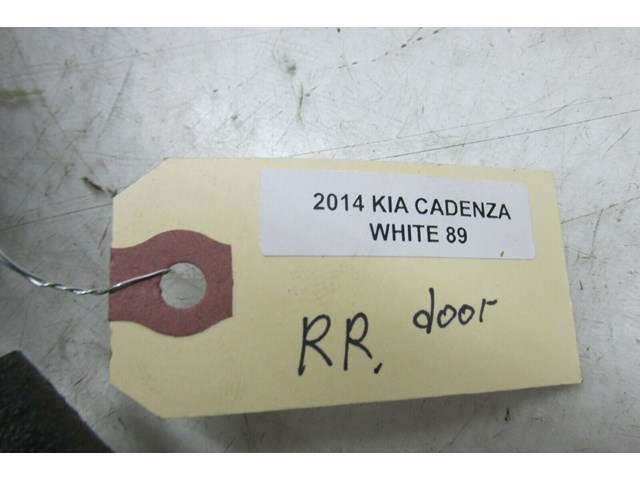 2014 KIA CADENZA
WHITE 89
RR. door